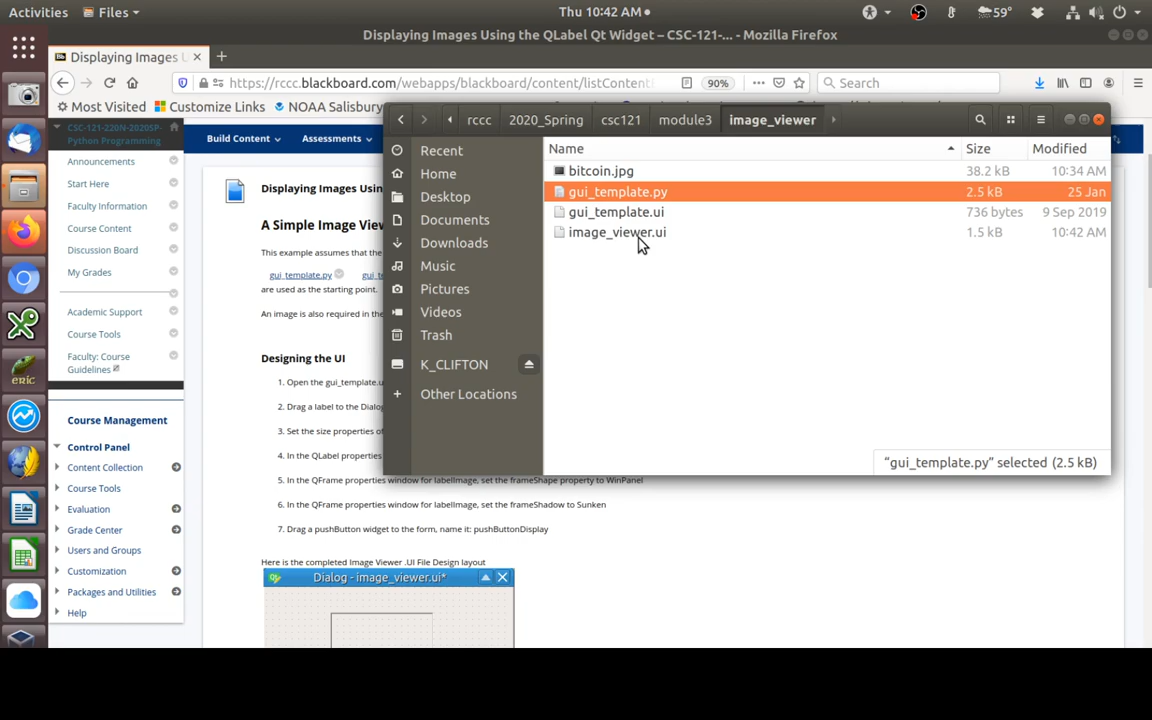 Activities Files Thu 10:42 AM 59°
Displaying Images Using the QLabel Qt Widget – CSC-121-... - Mozilla Firefox
Bb Displaying Images U
https://rccc.blackboard.com/webapps/blackboard/content/listContent 90% Search
Most Visited Customize Links NOAA Salisbury
rccc 2020_Spring csc121 module3 image_viewer
CSC-121-220N-2020SP-
Python Programming
Announcements
Start Here
Faculty Information
Course Content
Discussion Board
My Grades
Academic Support
Course Tools
Faculty: Course
Guidelines
Course Management
Control Panel
Content Collection
Course Tools
Evaluation
Grade Center
Users and Groups
Customization
Packages and Utilities
Help
eric
Build Content Assessments
Displaying Images Usin
A Simple Image View
This example assumes that the
gui_template.py
are used as the starting point.
An image is also required in the
Designing the UI
1. Open the gui_template.u
2. Drag a label to the Dialog
3. Set the size properties of
4. In the QLabel properties
5. In the QFrame properties window for labelImage, set the frameShape property to WinPanel
6. In the QFrame properties window for labelImage, set the frameShadow to Sunken
7. Drag a pushButton widget to the form, name it: pushButtonDisplay
Here is the completed Image Viewer .UI File Design layout
Dialog - image_viewer.ui*
Recent
Home
Desktop
Documents
Downloads
Music
Pictures
Videos
Trash
K_CLIFTON
Other Locations
Name Size Modified
bitcoin.jpg 38.2 kB 10:34 AM
gui_template.py 2.5 kB 25 Jan
gui_template.ui 736 bytes 9 Sep 2019
image_viewer.ui 1.5 kB 10:42 AM
“gui_template.py” selected (2.5 kB)